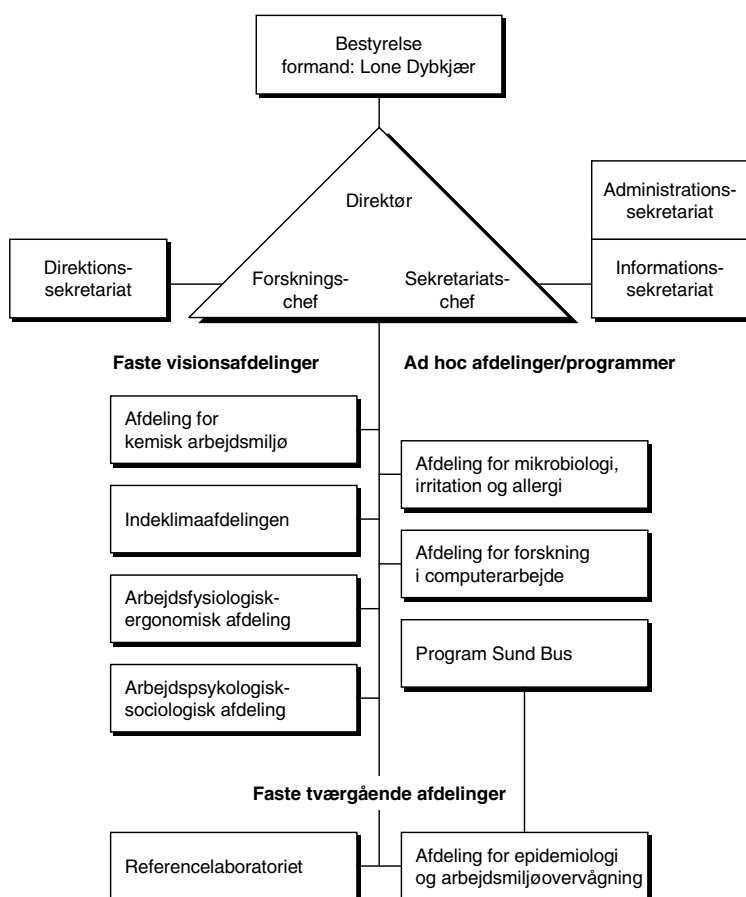 Bestyrelse
formand: Lone Dybkjær
Direktør
Forsknings-
chef
Sekretariats-
chef
Direktions-
sekretariat
Administrations-
sekretariat
Informations-
sekretariat
Faste visionsafdelinger
Afdeling for
kemisk arbejdsmiljø
Indeklimaafdelingen
Arbejdsfysiologisk-
ergonomisk afdeling
Arbejdspsykologisk-
sociologisk afdeling
Ad hoc afdelinger/programmer
Afdeling for mikrobiologi,
irritation og allergi
Afdeling for forskning
i computerarbejde
Program Sund Bus
Faste tværgående afdelinger
Referencelaboratoriet
Afdeling for epidemiologi
og arbejdsmiljøovervågning